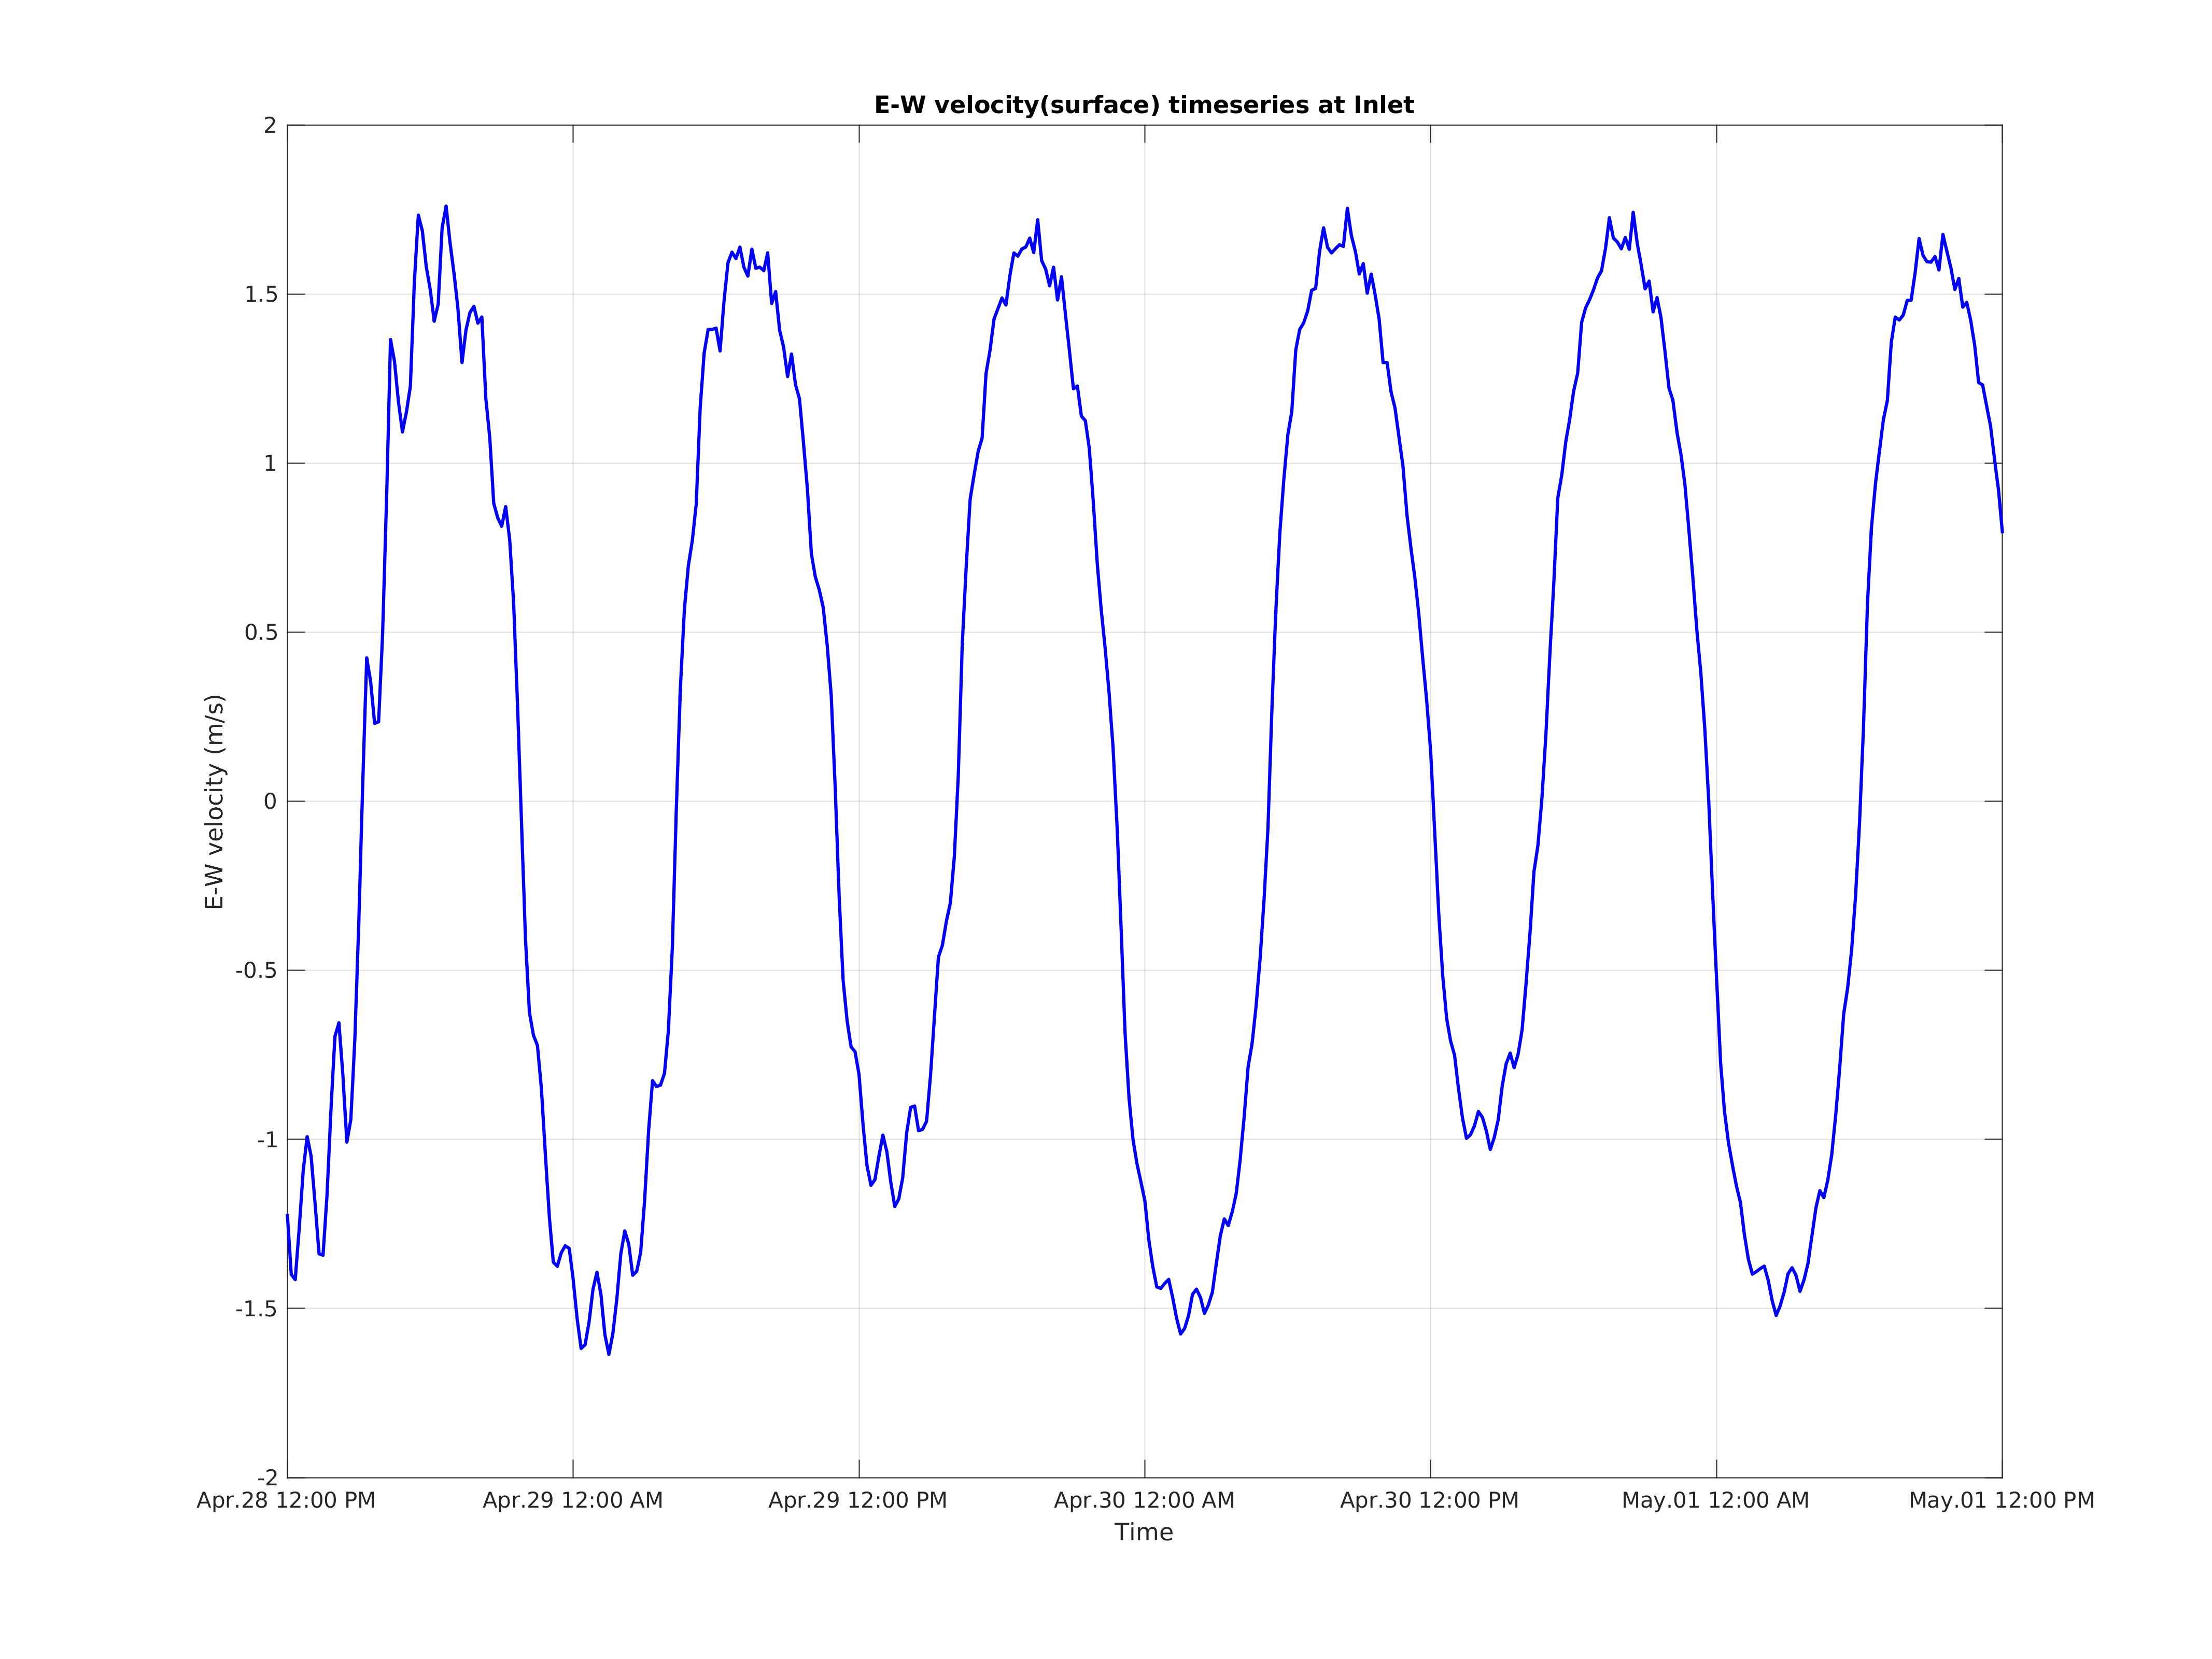 E-W velocity(surface) timeseries at Inlet
2
1.5
1
0.5
0
-0.5
-1
-1.5
-2
E-W velocity (m/s)
Apr.28 12:00 PM
Apr.29 12:00 AM
Apr.29 12:00 PM
Apr.30 12:00 AM
Apr.30 12:00 PM
May.01 12:00 AM
May.01 12:00 PM
Time